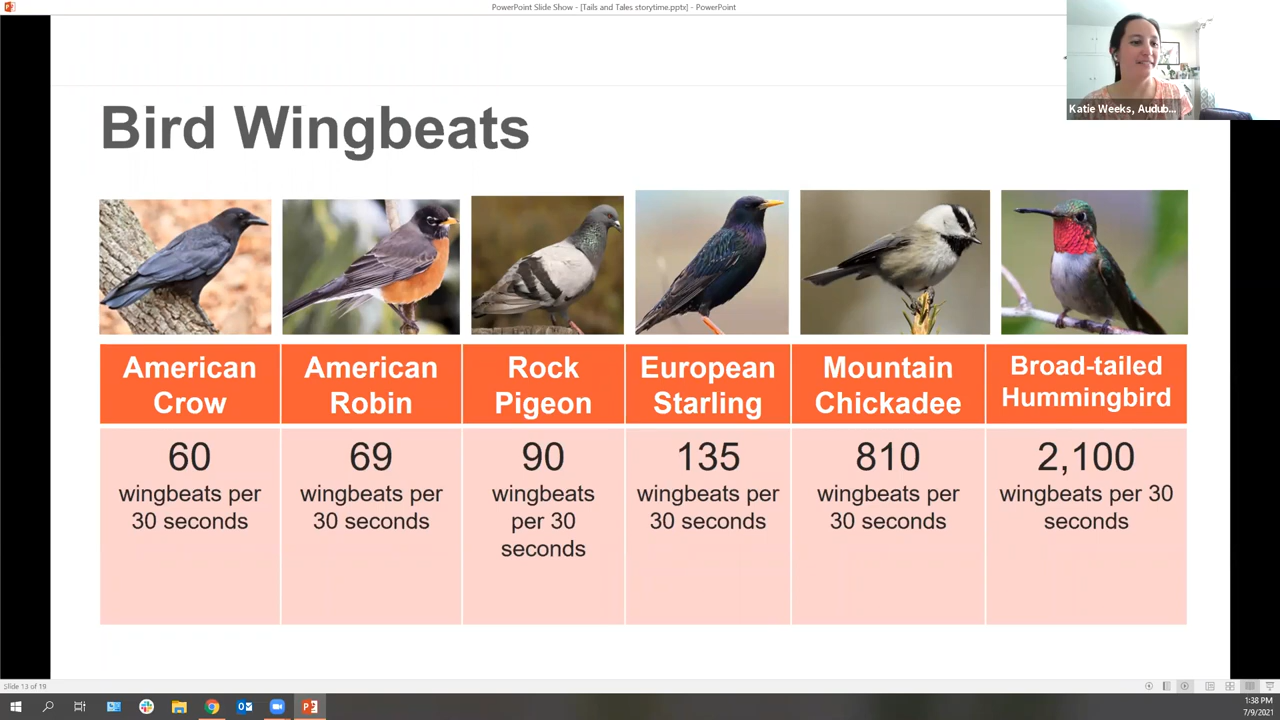 PowerPoint Slide Show - [Tails and Tales storytime.pptx] - PowerPoint
Katie Weeks, Audub...
Bird Wingbeats
American
Crow
American
Robin
Rock
Pigeon
European
Starling
Mountain
Chickadee
Broad-tailed
Hummingbird
60
wingbeats per
30 seconds
69
wingbeats per
30 seconds
90
wingbeats
per 30
seconds
135
wingbeats per
30 seconds
810
wingbeats per
30 seconds
2,100
wingbeats per 30
seconds
Slide 13 of 19
1:38 PM
7/9/2021